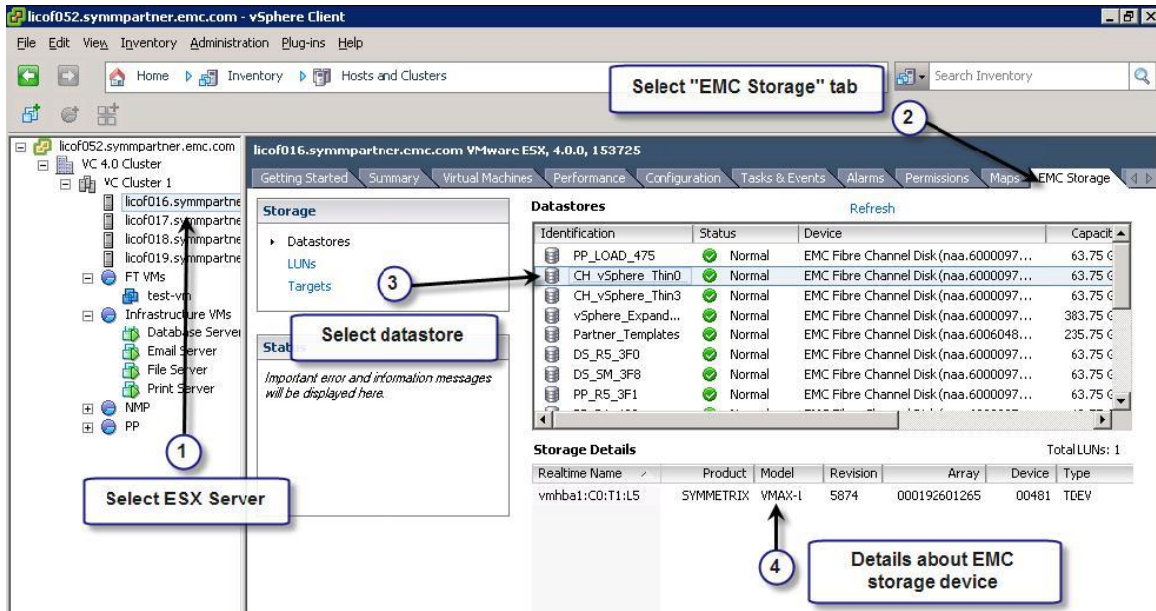 licof052.symmpartner.emc.com - vSphere Client
File Edit View Inventory Administration Plug-ins Help
Home Inventory Hosts and Clusters
Search Inventory
Select "EMC Storage" tab
2
licof052.symmpartner.emc.com
VC 4.0 Cluster
VC Cluster 1
licof016.symmpartne
licof017.symmpartne
licof018.symmpartne
licof019.symmpartne
FT VMs
test-vm
Infrastructure VMs
Database Server
Email Server
File Server
Print Server
NMP
PP
1
Select ESX Server
licof016.symmpartner.emc.com VMware ESX, 4.0.0, 153725
Getting Started Summary Virtual Machines Performance Configuration Tasks & Events Alarms Permissions Maps EMC Storage
Storage
Datastores
LUNs
Targets
3
Select datastore
Status
Important error and information messages
will be displayed here.
Datastores Refresh
Identification Status Device Capacit
PP_LOAD_475 Normal EMC Fibre Channel Disk (naa.6000097... 63.75 G
CH_vSphere_Thin0 Normal EMC Fibre Channel Disk (naa.6000097... 63.75 G
CH_vSphere_Thin3 Normal EMC Fibre Channel Disk (naa.6000097... 63.75 G
vSphere_Expand... Normal EMC Fibre Channel Disk (naa.6000097... 383.75 G
Partner_Templates Normal EMC Fibre Channel Disk (naa.6006048... 235.75 G
DS_R5_3F0 Normal EMC Fibre Channel Disk (naa.6000097... 63.75 G
DS_SM_3F8 Normal EMC Fibre Channel Disk (naa.6000097... 63.75 G
PP_R5_3F1 Normal EMC Fibre Channel Disk (naa.6000097... 63.75 G
Storage Details Total LUNs: 1
Realtime Name Product Model Revision Array Device Type
vmhba1:C0:T1:L5 SYMMETRIX VMAX-1 5874 000192601265 00481 TDEV
4
Details about EMC
storage device